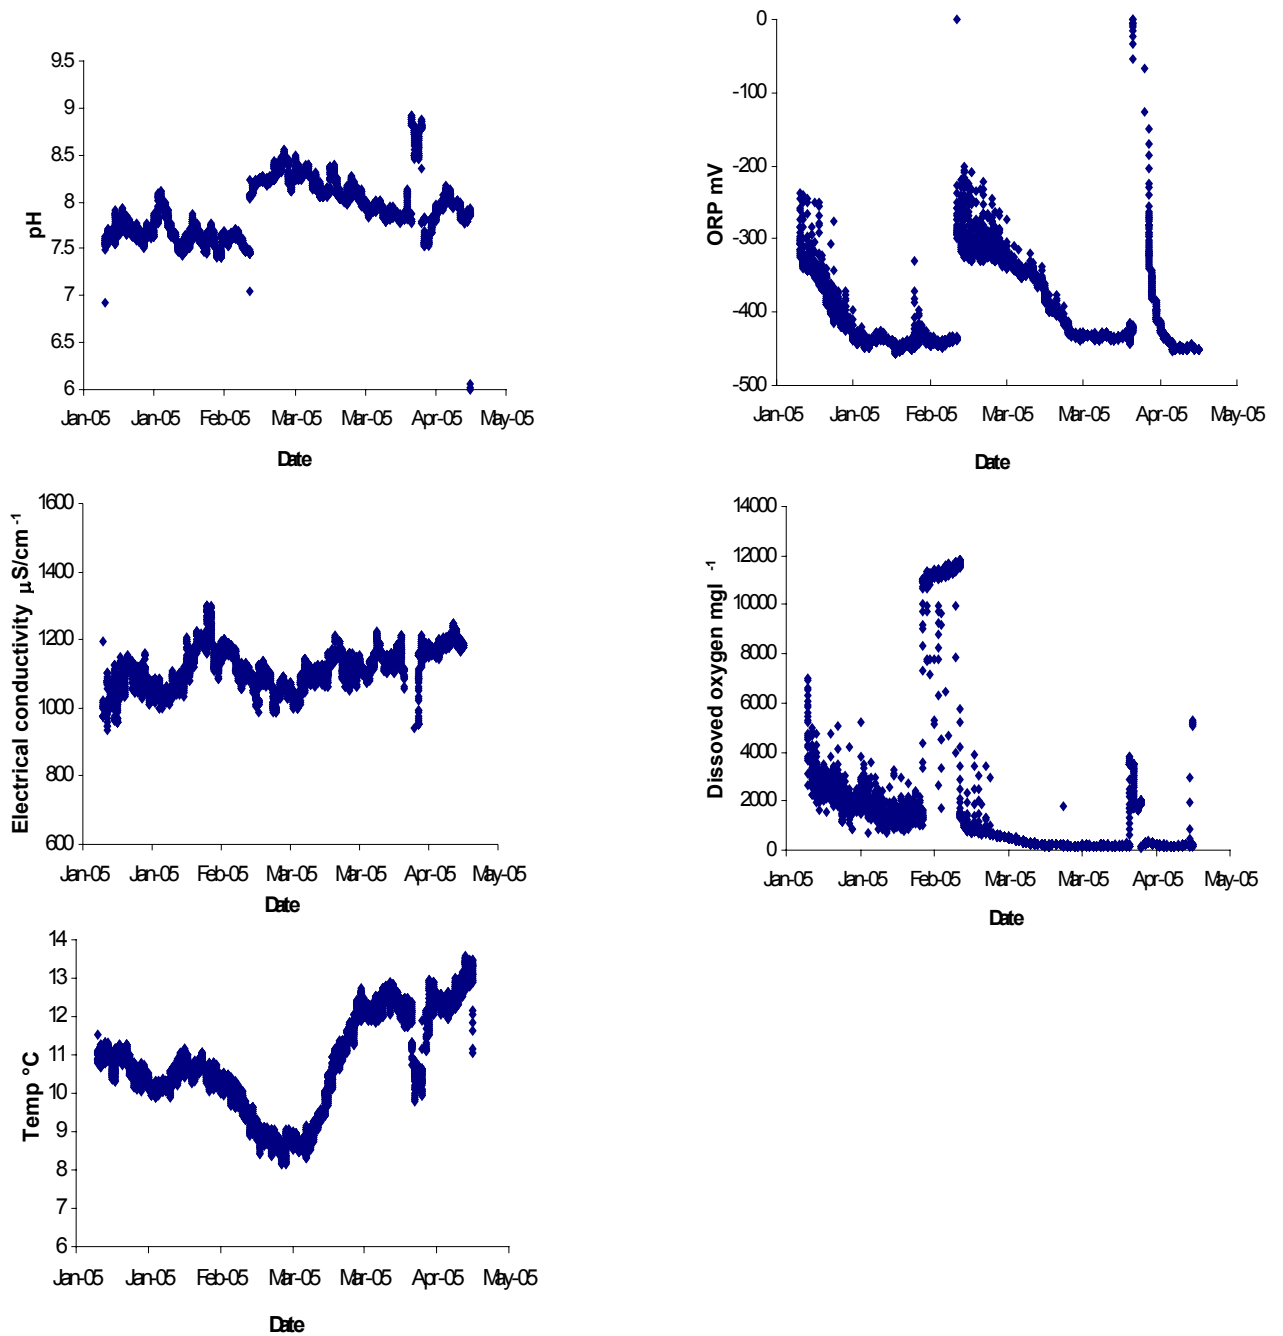 9.5
9
8.5
8
7.5
7
6.5
6
pH
Jan-05 Jan-05 Feb-05 Mar-05 Mar-05 Apr-05 May-05
Date
0
-100
-200
-300
-400
-500
ORP mV
Jan-05 Jan-05 Feb-05 Mar-05 Mar-05 Apr-05 May-05
Date
1600
1400
1200
1000
800
600
Electrical conductivity µS/cm⁻¹
Jan-05 Jan-05 Feb-05 Mar-05 Mar-05 Apr-05 May-05
Date
14000
12000
10000
8000
6000
4000
2000
0
Dissoved oxygen mgl ⁻¹
Jan-05 Jan-05 Feb-05 Mar-05 Mar-05 Apr-05 May-05
Date
14
13
12
11
10
9
8
7
6
Temp °C
Jan-05 Jan-05 Feb-05 Mar-05 Mar-05 Apr-05 May-05
Date